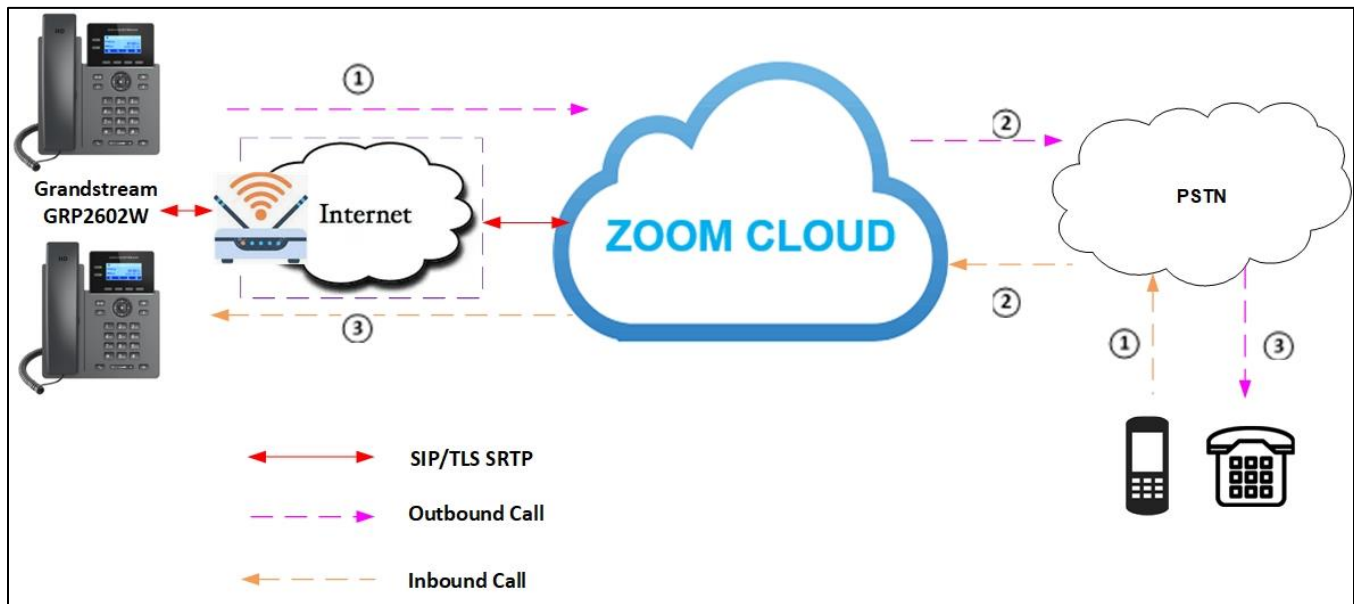 ①
②
Grandstream
GRP2602W
Internet
ZOOM CLOUD
PSTN
③
②
①
③
SIP/TLS SRTP
Outbound Call
Inbound Call